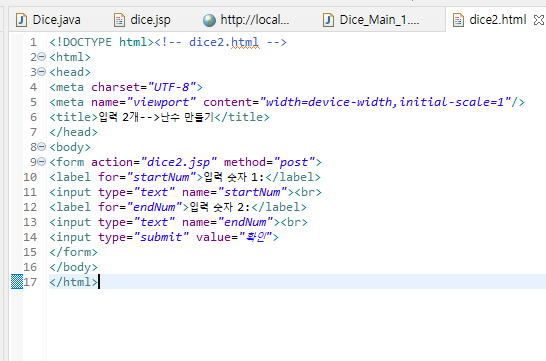 Dice.java dice.jsp http://local... Dice_Main_1.... dice2.html
1 <!DOCTYPE html><!-- dice2.html -->
2 <html>
3 <head>
4 <meta charset="UTF-8">
5 <meta name="viewport" content="width=device-width,initial-scale=1"/>
6 <title>입력 2개-->난수 만들기</title>
7 </head>
8 <body>
9 <form action="dice2.jsp" method="post">
10 <label for="startNum">입력 숫자 1:</label>
11 <input type="text" name="startNum"><br>
12 <label for="endNum">입력 숫자 2:</label>
13 <input type="text" name="endNum"><br>
14 <input type="submit" value="확인">
15 </form>
16 </body>
17 </html>